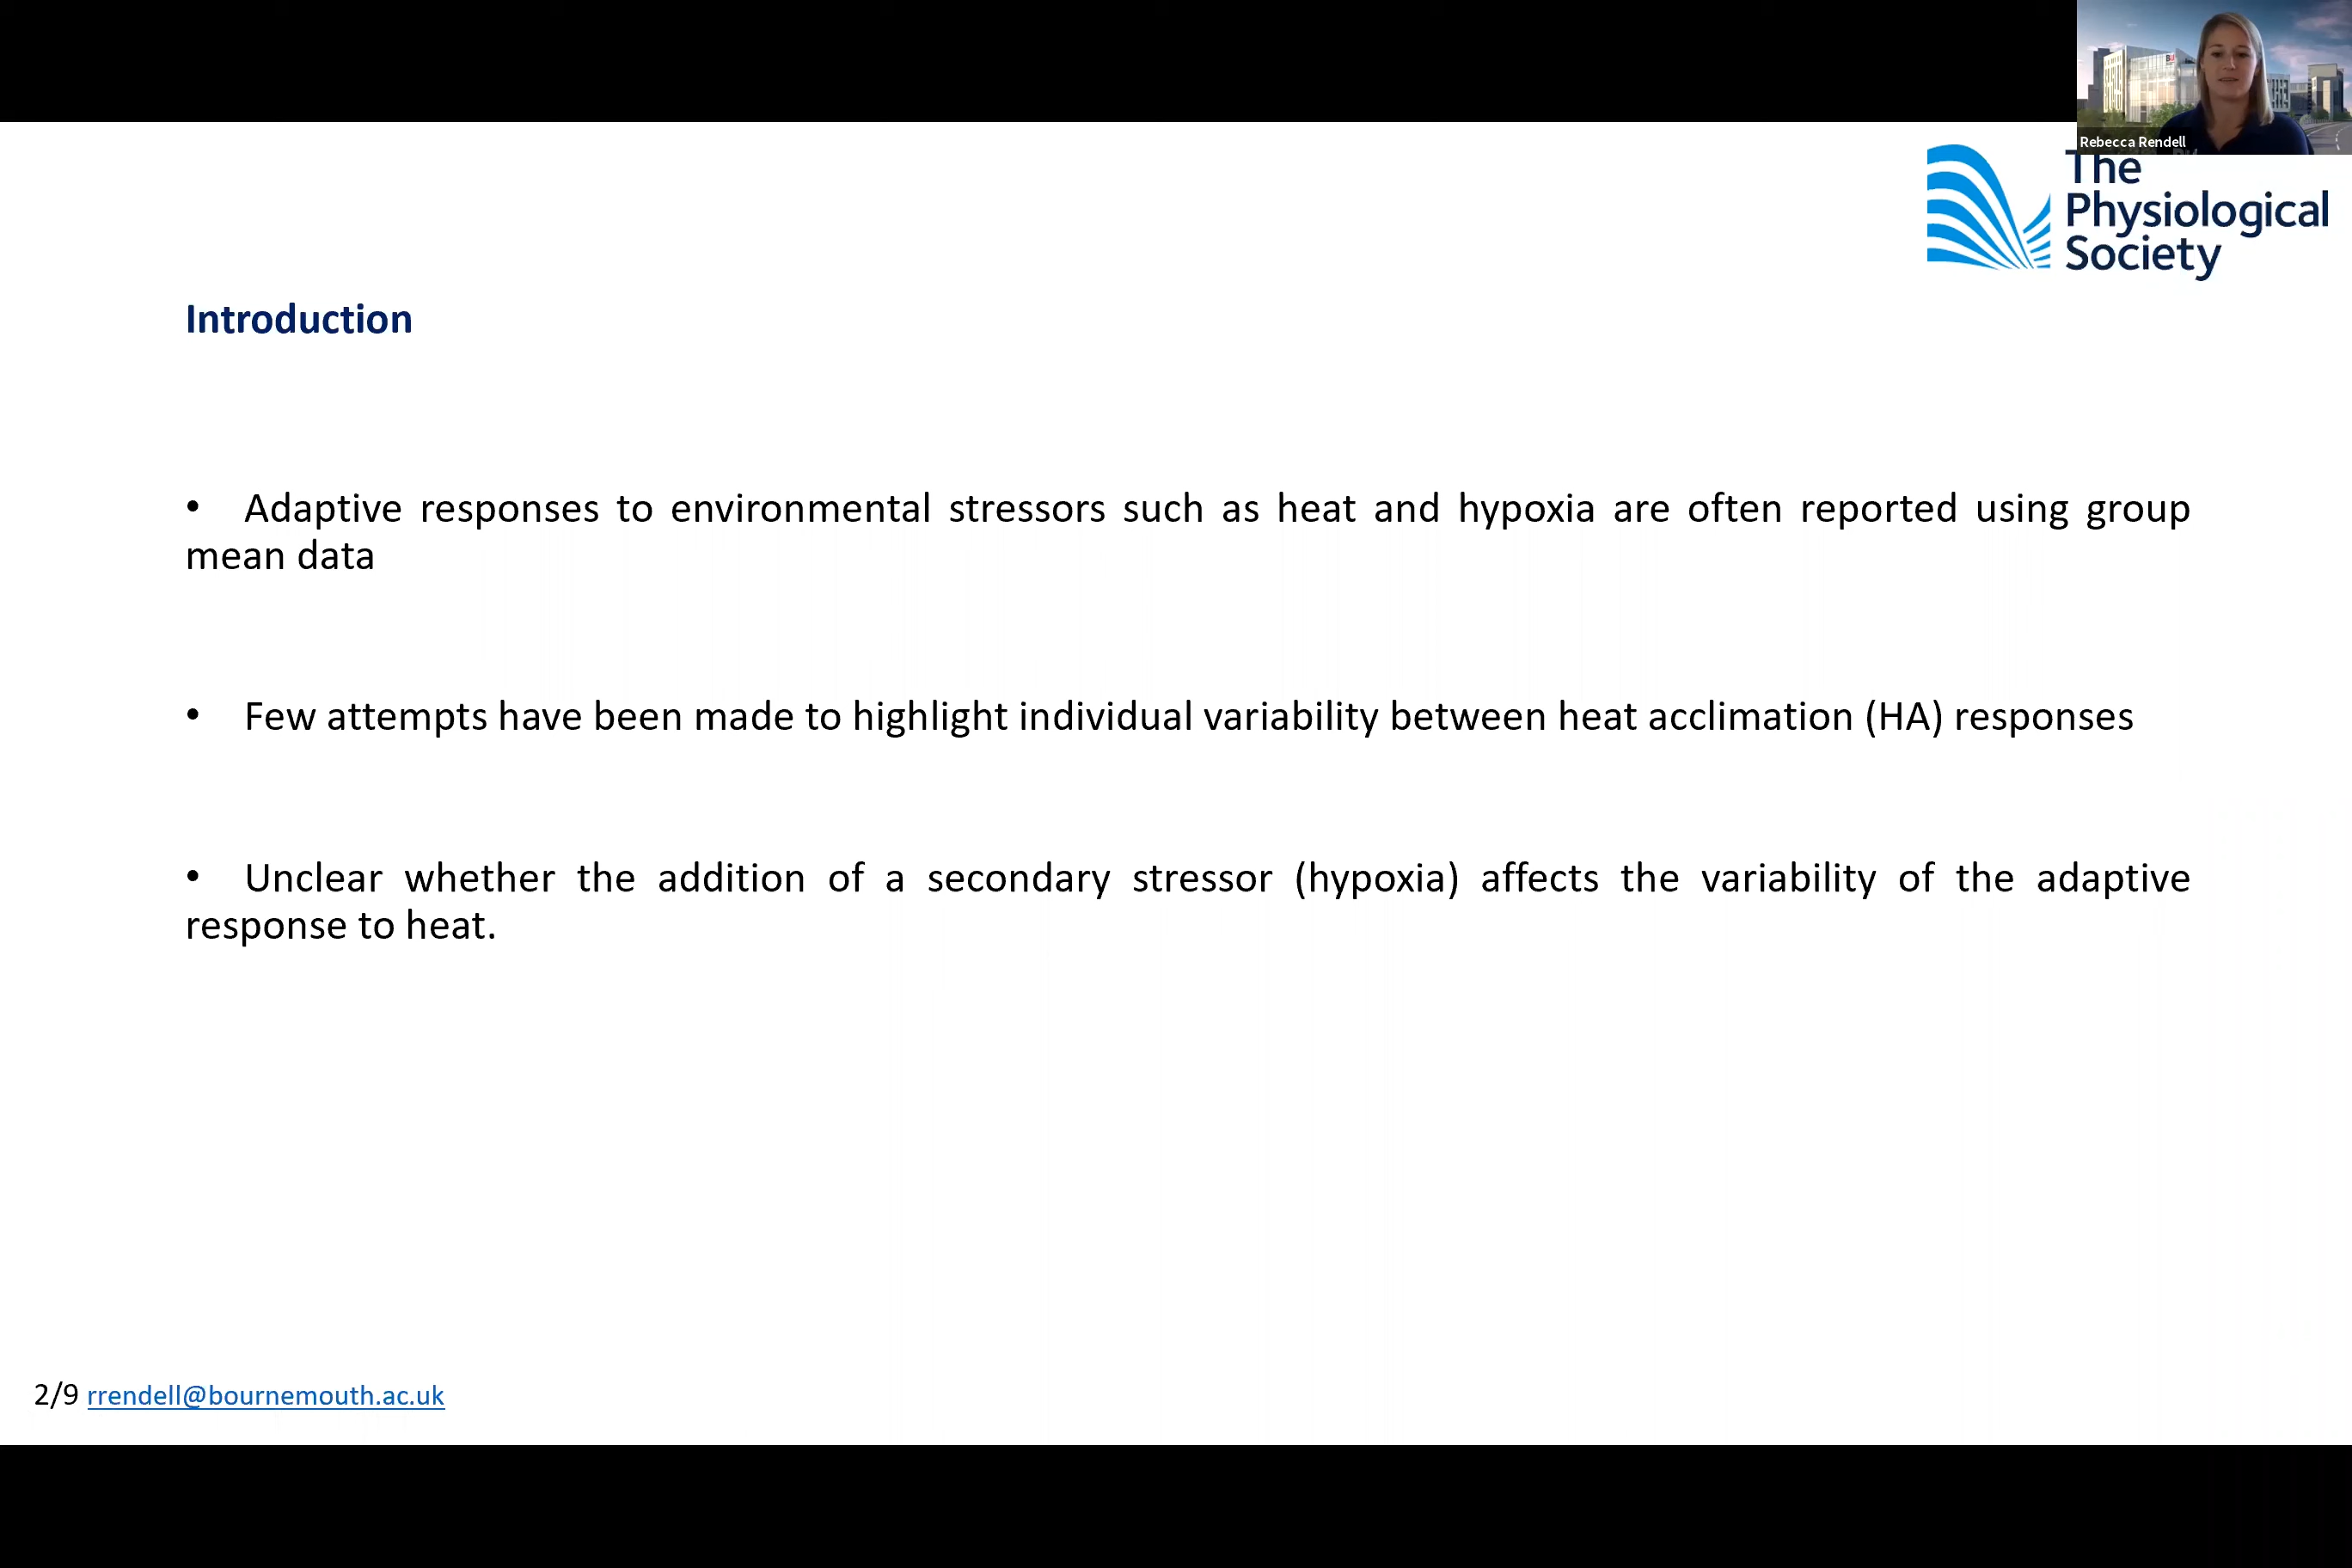 Rebecca Rendell
The
Physiological
Society
Introduction
• Adaptive responses to environmental stressors such as heat and hypoxia are often reported using group
mean data
• Few attempts have been made to highlight individual variability between heat acclimation (HA) responses
• Unclear whether the addition of a secondary stressor (hypoxia) affects the variability of the adaptive
response to heat.
2/9 rrendell@bournemouth.ac.uk